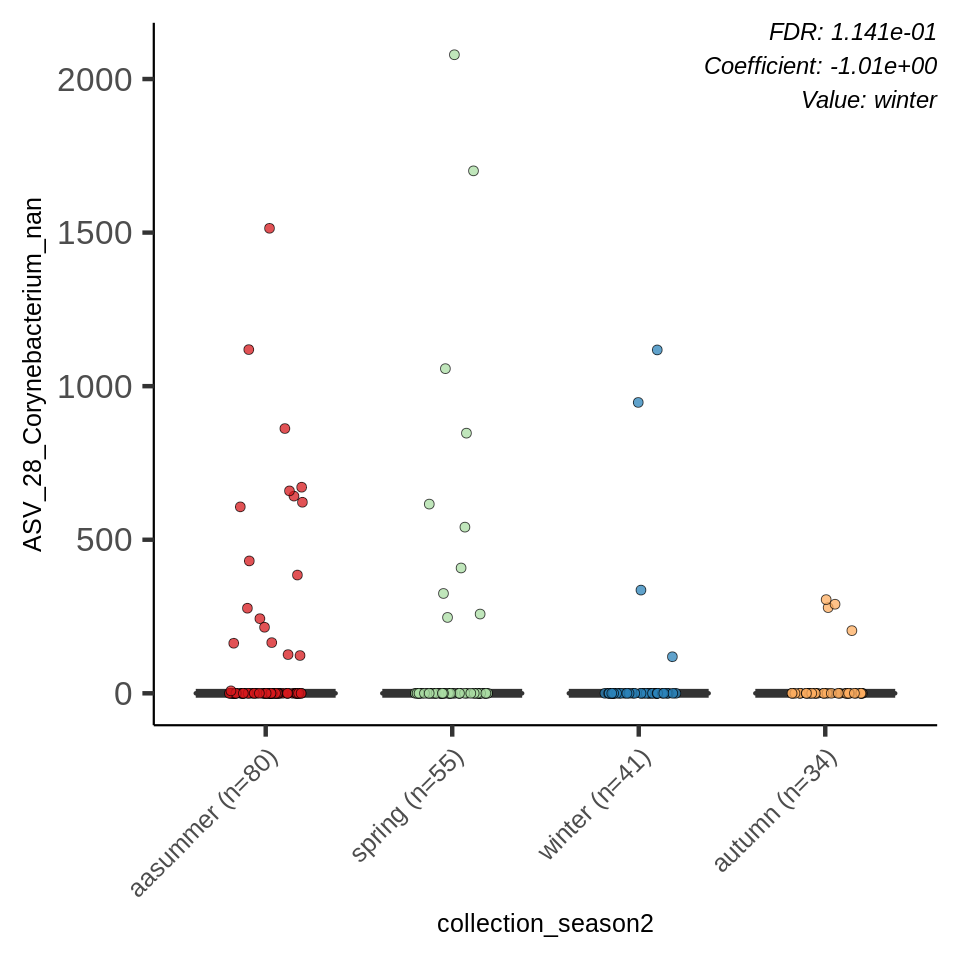 FDR: 1.141e-01
Coefficient: -1.01e+00
Value: winter
ASV_28_Corynebacterium_nan
2000
1500
1000
500
0
aasummer (n=80)
spring (n=55)
winter (n=41)
autumn (n=34)
collection_season2